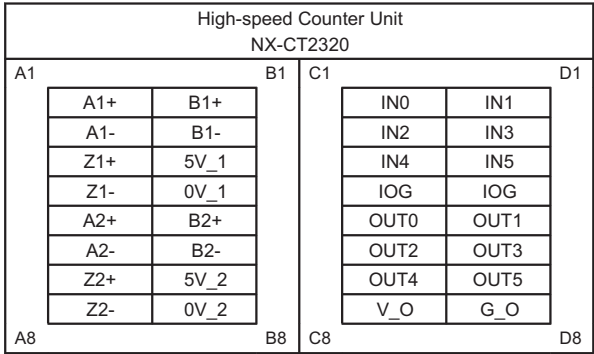 High-speed Counter Unit
NX-CT2320
A1 B1 C1 D1
A1+ B1+ IN0 IN1
A1- B1- IN2 IN3
Z1+ 5V_1 IN4 IN5
Z1- 0V_1 IOG IOG
A2+ B2+ OUT0 OUT1
A2- B2- OUT2 OUT3
Z2+ 5V_2 OUT4 OUT5
Z2- 0V_2 V_O G_O
A8 B8 C8 D8